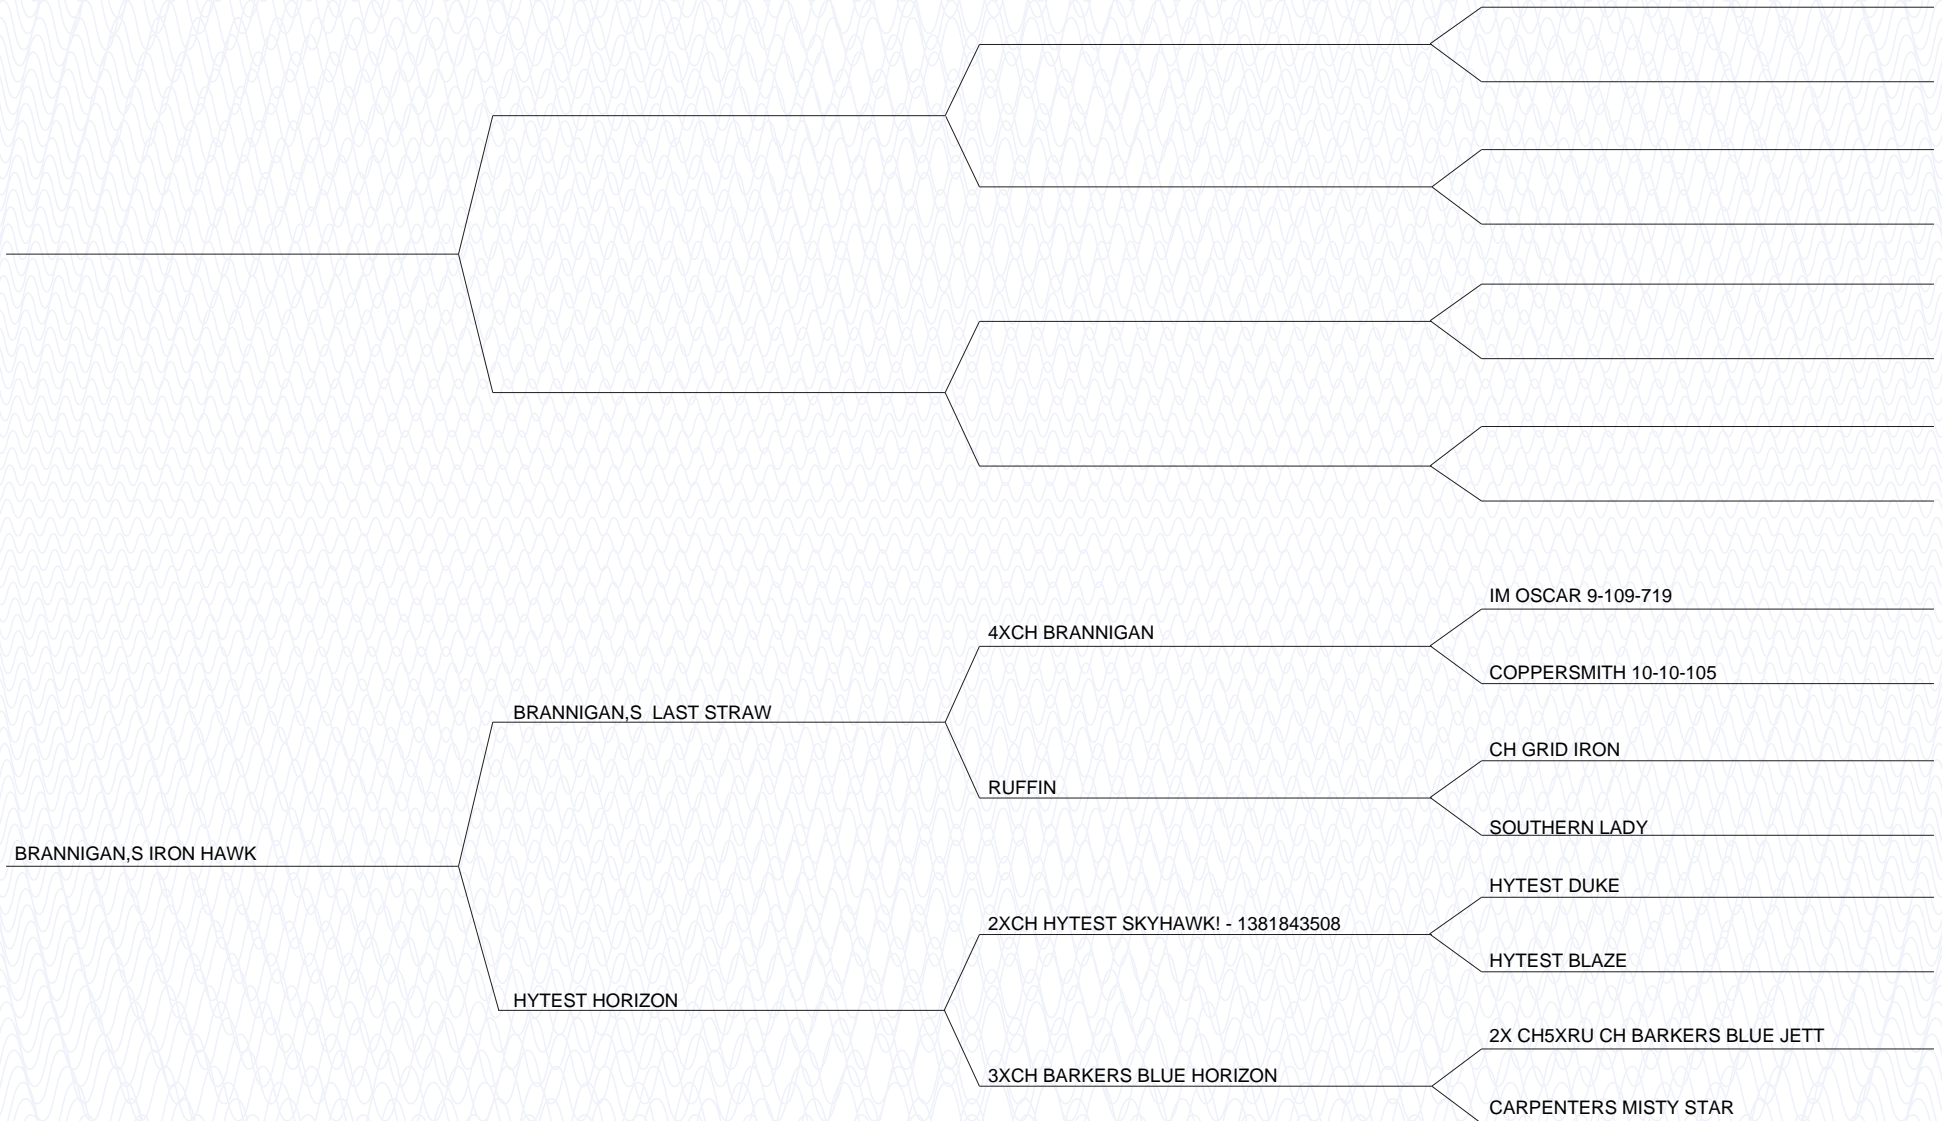 IM OSCAR 9-109-719
4XCH BRANNIGAN
COPPERSMITH 10-10-105
BRANNIGAN,S  LAST STRAW
CH GRID IRON
RUFFIN
SOUTHERN LADY
BRANNIGAN,S IRON HAWK
HYTEST DUKE
2XCH HYTEST SKYHAWK! - 1381843508
HYTEST BLAZE
HYTEST HORIZON
2X CH5XRU CH BARKERS BLUE JETT
3XCH BARKERS BLUE HORIZON
CARPENTERS MISTY STAR